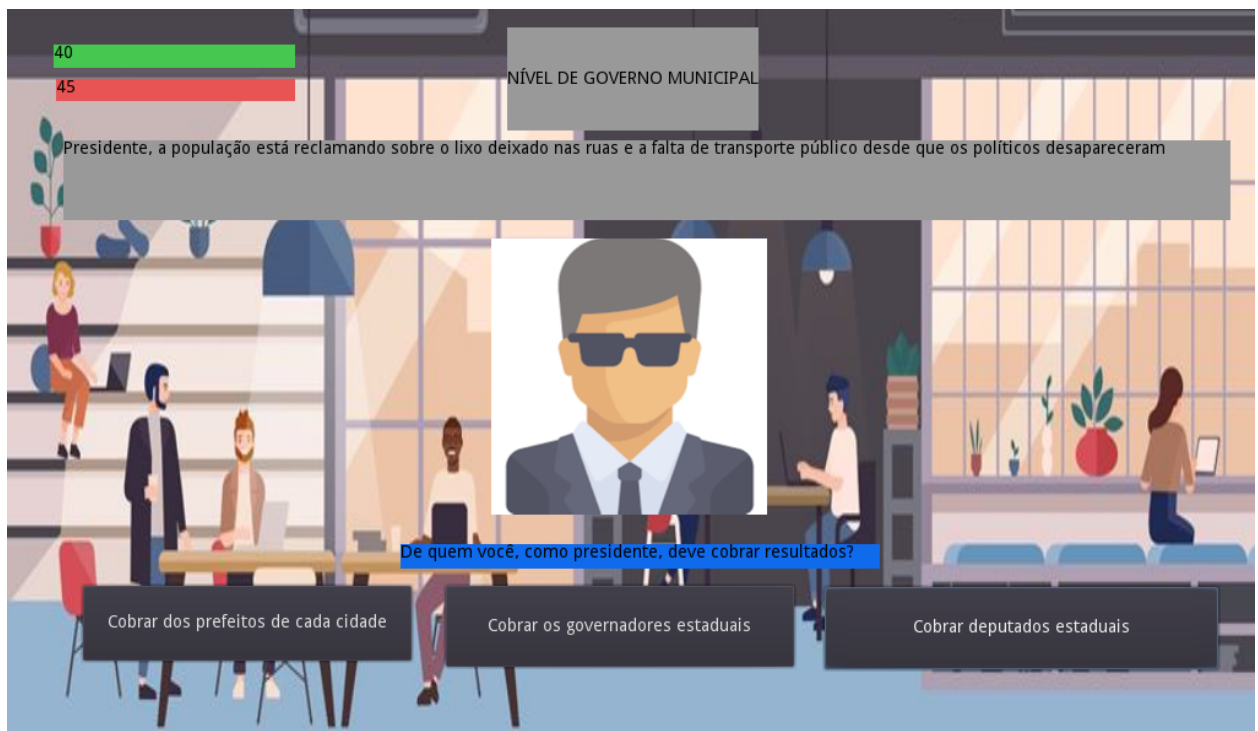 40
45
NÍVEL DE GOVERNO MUNICIPAL
Presidente, a população está reclamando sobre o lixo deixado nas ruas e a falta de transporte público desde que os políticos desapareceram
De quem você, como presidente, deve cobrar resultados?
Cobrar dos prefeitos de cada cidade
Cobrar os governadores estaduais
Cobrar deputados estaduais